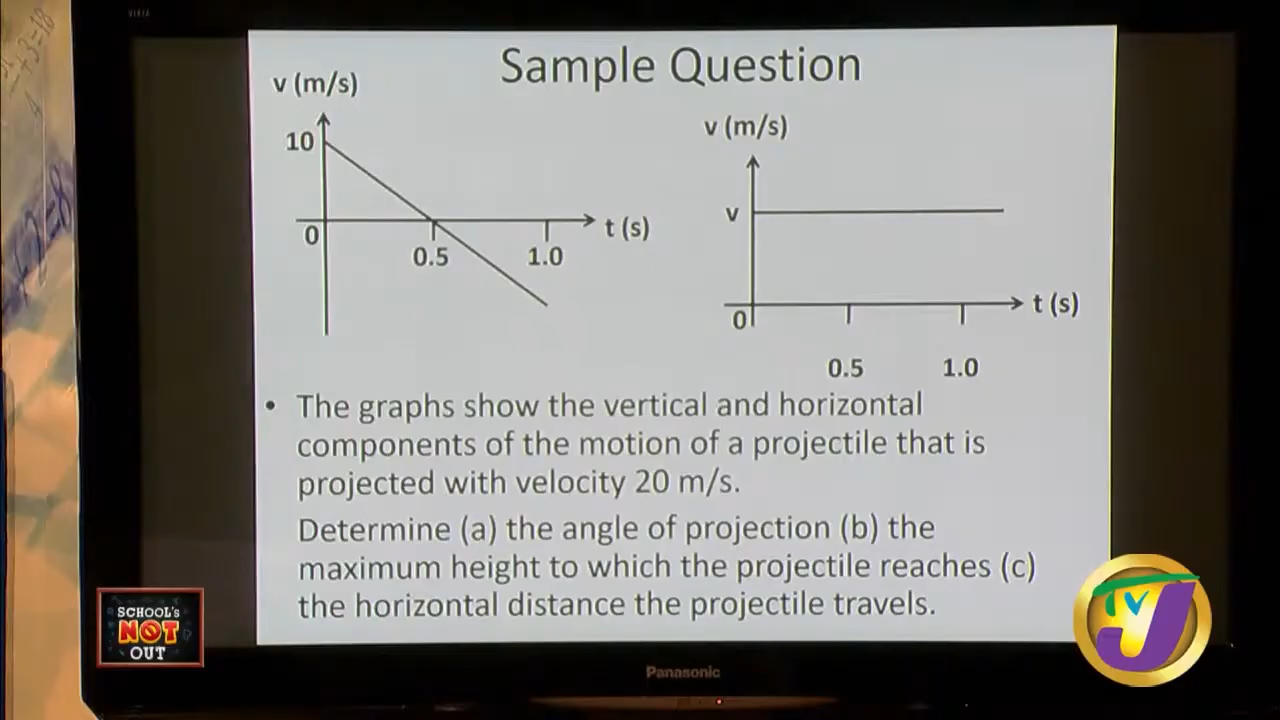 VIERA
Sample Question
v (m/s)
10
0
0.5
1.0
t (s)
v (m/s)
v
0
0.5
1.0
t (s)
• The graphs show the vertical and horizontal
components of the motion of a projectile that is
projected with velocity 20 m/s.
Determine (a) the angle of projection (b) the
maximum height to which the projectile reaches (c)
the horizontal distance the projectile travels.
SCHOOL'S
NOT
OUT
TVJ
Panasonic